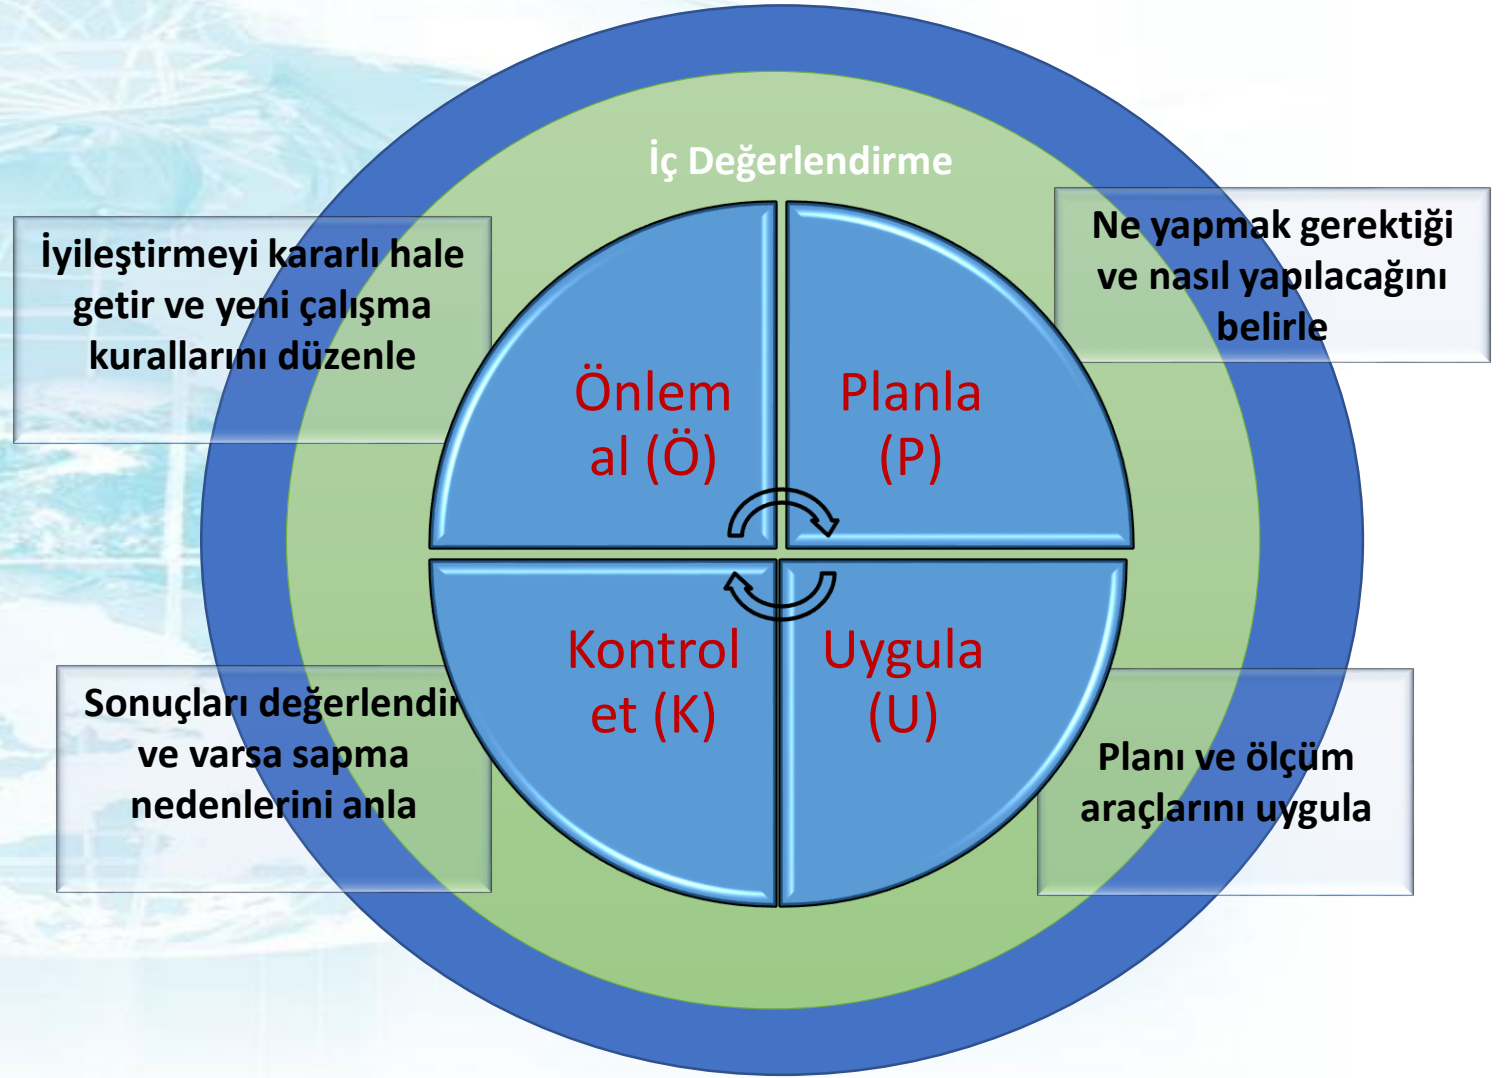 İç Değerlendirme
İyileştirmeyi kararlı hale
getir ve yeni çalışma
kurallarını düzenle
Ne yapmak gerektiği
ve nasıl yapılacağını
belirle
Önlem
al (Ö)
Planla
(P)
Kontrol
et (K)
Uygula
(U)
Sonuçları değerlendir
ve varsa sapma
nedenlerini anla
Planı ve ölçüm
araçlarını uygula